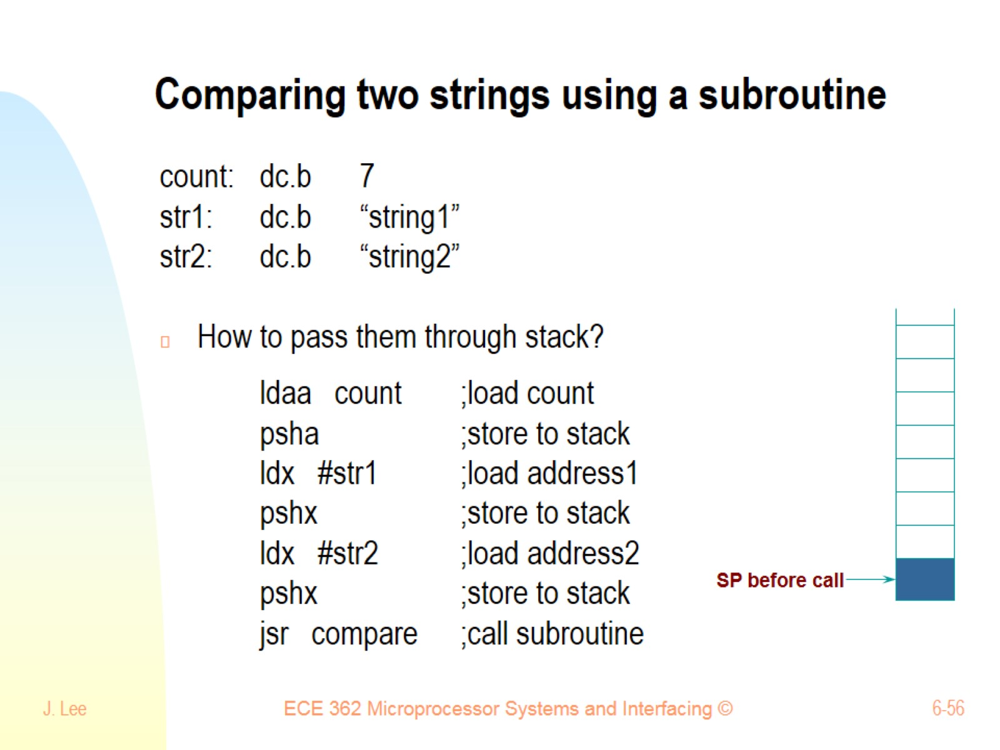 Comparing two strings using a subroutine
count: dc.b 7
str1: dc.b “string1”
str2: dc.b “string2”
How to pass them through stack?
ldaa count ;load count
psha ;store to stack
ldx #str1 ;load address1
pshx ;store to stack
ldx #str2 ;load address2
pshx ;store to stack
jsr compare ;call subroutine
SP before call
J. Lee ECE 362 Microprocessor Systems and Interfacing © 6-56